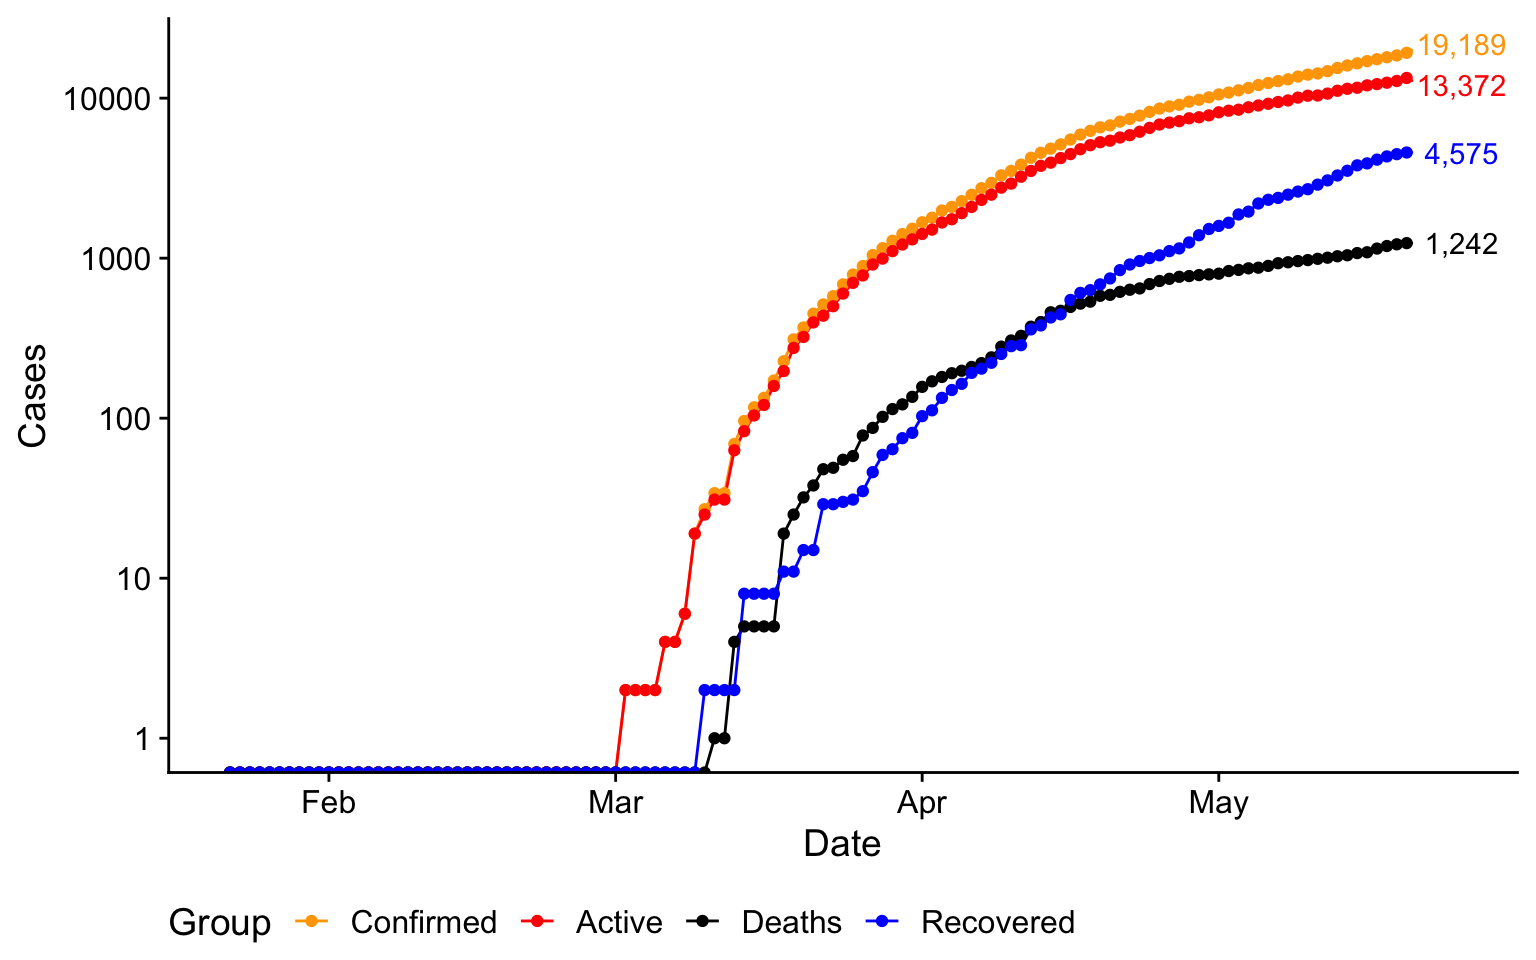 19,189
10000
13,372
4,575
1000
1,242
Cases
100
10
1
Feb Mar Apr May
Date
Group Confirmed Active Deaths Recovered